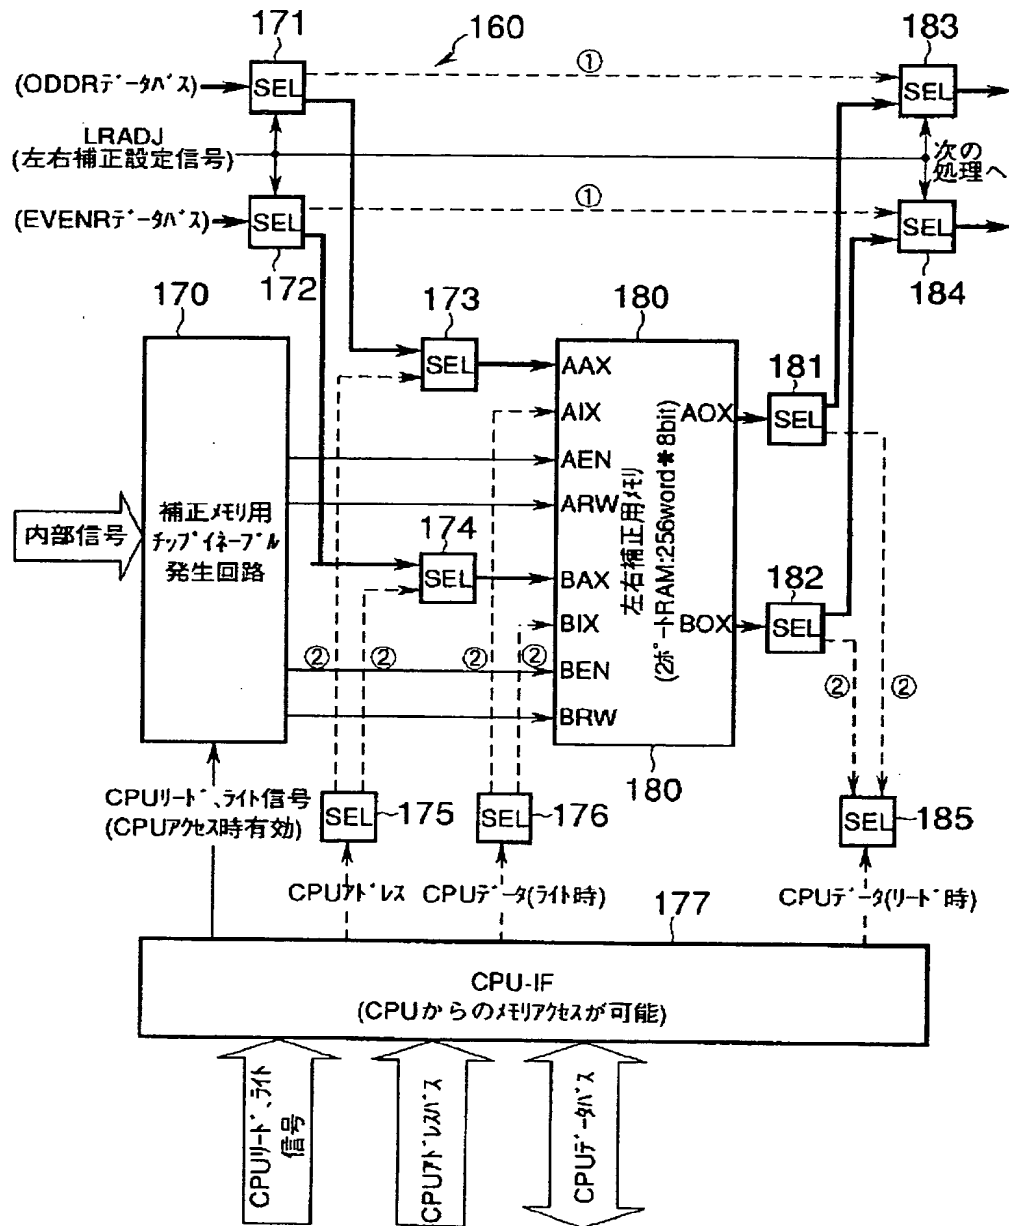 171
160
183
(ODDRデータバス)
SEL
①
SEL
LRADJ
(左右補正設定信号)
次の
処理へ
(EVENRデータバス)
SEL
①
SEL
172
184
170
173
180
SEL
AAX
181
AIX
AOX
SEL
AEN
ARW
内部信号
補正メモリ用
チップイネーブル
発生回路
174
SEL
左右補正用メモリ
(2ポートRAM:256word*8bit)
BAX
182
BIX
BOX
SEL
②
②
②
②
BEN
②
②
BRW
180
CPUリード、ライト信号
(CPUアクセス時有効)
SEL
175
SEL
176
SEL
185
CPUアドレス
CPUデータ(ライト時)
CPUデータ(リード時)
177
CPU-IF
(CPUからのメモリアクセスが可能)
CPUリード、ライト
信号
CPUアドレスバス
CPUデータバス